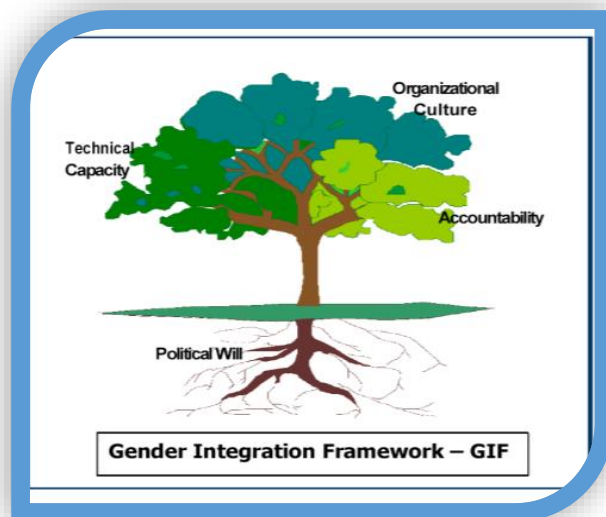 Organizational
Culture
Technical
Capacity
Accountability
Political Will
Gender Integration Framework – GIF